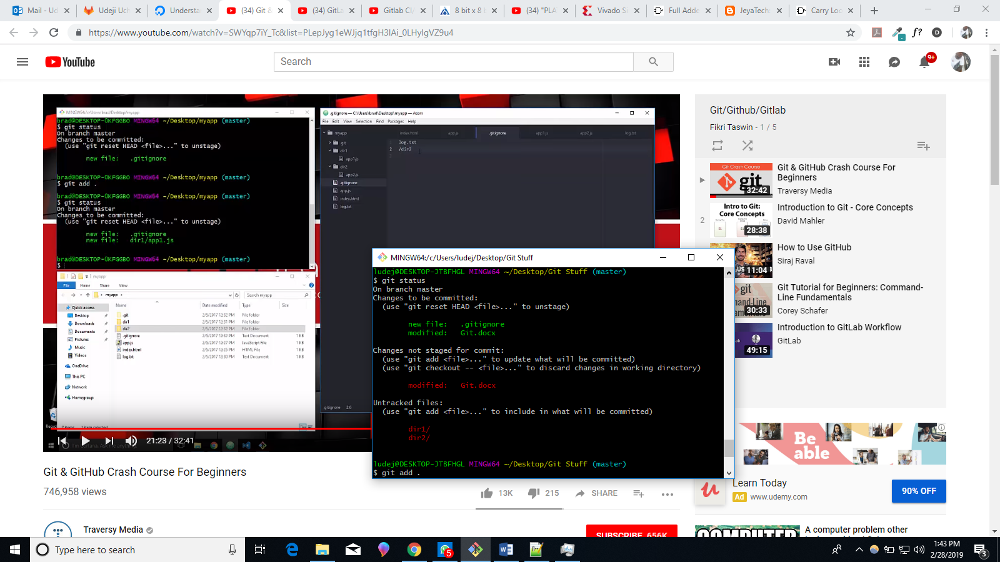 Mail - Ud
Udeji Uch
Understa
(34) Git &
(34) GitLa
Gitlab CI/
8 bit x 8 b
(34) "PLA
Vivado Si
Full Adde
JeyaTech
Carry Loo
https://www.youtube.com/watch?v=SWYqp7iY_Tc&list=PLepJyg1eWJjq1tfgH3IAi_0LHyIgVZ9u4
YouTube
Search
9+
MINGW64:/c/Users/brad/Desktop/myapp
brad@DESKTOP-0KFGGBO MINGW64 ~/Desktop/myapp (master)
$ git status
On branch master
Changes to be committed:
(use "git reset HEAD <file>..." to unstage)
new file: .gitignore
brad@DESKTOP-0KFGGBO MINGW64 ~/Desktop/myapp (master)
$ git add .
brad@DESKTOP-0KFGGBO MINGW64 ~/Desktop/myapp (master)
$ git status
On branch master
Changes to be committed:
(use "git reset HEAD <file>..." to unstage)
new file: .gitignore
new file: dir1/app1.js
brad@DESKTOP-0KFGGBO MINGW64 ~/Desktop/myapp (master)
$
.gitignore — C:\Users\brad\Desktop\myapp — Atom
File Edit View Selection Find Packages Help
myapp
.git
dir1
app1.js
dir2
app2.js
.gitignore
app.js
index.html
log.txt
index.html app.js .gitignore app1.js app2.js log.txt
log.txt
2 /dir2
.gitignore 2:6
myapp
File Home Share View
myapp
Search myapp
Name Date modified Type Size
.git 2/5/2017 12:32 PM File folder
dir1 2/5/2017 12:31 PM File folder
dir2 2/5/2017 12:32 PM File folder
.gitignore 2/5/2017 12:32 PM Text Document 1 KB
app.js 2/5/2017 12:27 PM JavaScript File 1 KB
index.html 2/5/2017 12:25 PM HTML File 1 KB
log.txt 2/5/2017 12:30 PM Text Document 1 KB
Quick access
Desktop
Downloads
Documents
Pictures
Music
Videos
OneDrive
This PC
Network
Homegroup
7 items 1 item selected
21:23 / 32:41
MINGW64:/c/Users/ludej/Desktop/Git Stuff
ludej@DESKTOP-JTBFHGL MINGW64 ~/Desktop/Git Stuff (master)
$ git status
On branch master
Changes to be committed:
(use "git reset HEAD <file>..." to unstage)
new file: .gitignore
modified: Git.docx
Changes not staged for commit:
(use "git add <file>..." to update what will be committed)
(use "git checkout -- <file>..." to discard changes in working directory)
modified: Git.docx
Untracked files:
(use "git add <file>..." to include in what will be committed)
dir1/
dir2/
ludej@DESKTOP-JTBFHGL MINGW64 ~/Desktop/Git Stuff (master)
$ git add .
Git & GitHub Crash Course For Beginners
746,958 views
13K
215
SHARE
Traversy Media
SUBSCRIBE 656K
Git/Github/Gitlab
Fikri Taswin - 1 / 5
Git Crash Course
git
32:42
Git & GitHub Crash Course For
Beginners
Traversy Media
2
Intro to Git:
Core Concepts
28:38
Introduction to Git - Core Concepts
David Mahler
11:04
How to Use GitHub
Siraj Raval
git
30:33
Git Tutorial for Beginners: Command-
Line Fundamentals
Corey Schafer
49:15
Introduction to GitLab Workflow
GitLab
Be
able
Learn Today
Ad www.udemy.com
90% OFF
COMPUTER
A computer problem other
Type here to search
5
1:43 PM
2/28/2019
3